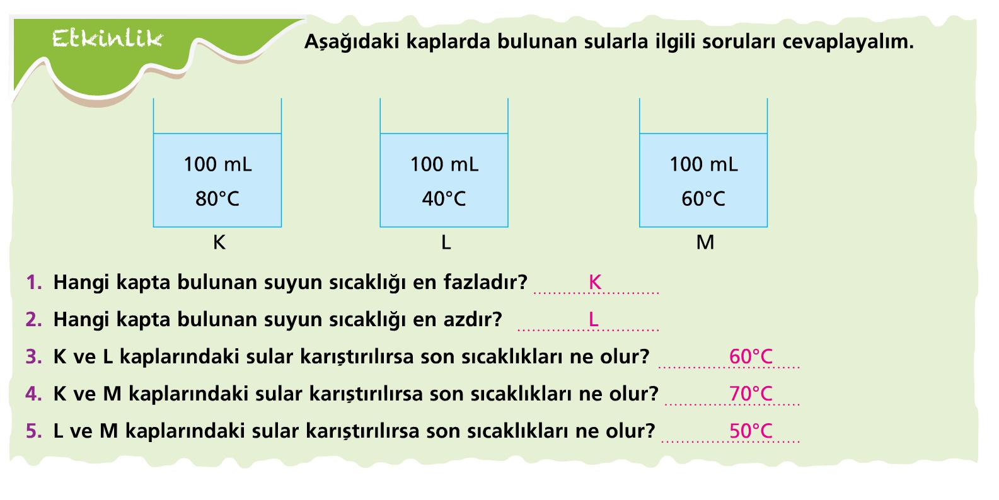 Etkinlik
Aşağıdaki kaplarda bulunan sularla ilgili soruları cevaplayalım.
100 mL 100 mL 100 mL
80°C 40°C 60°C
K L M
1. Hangi kapta bulunan suyun sıcaklığı en fazladır? K
2. Hangi kapta bulunan suyun sıcaklığı en azdır? L
3. K ve L kaplarındaki sular karıştırılırsa son sıcaklıkları ne olur? 60°C
4. K ve M kaplarındaki sular karıştırılırsa son sıcaklıkları ne olur? 70°C
5. L ve M kaplarındaki sular karıştırılırsa son sıcaklıkları ne olur? 50°C